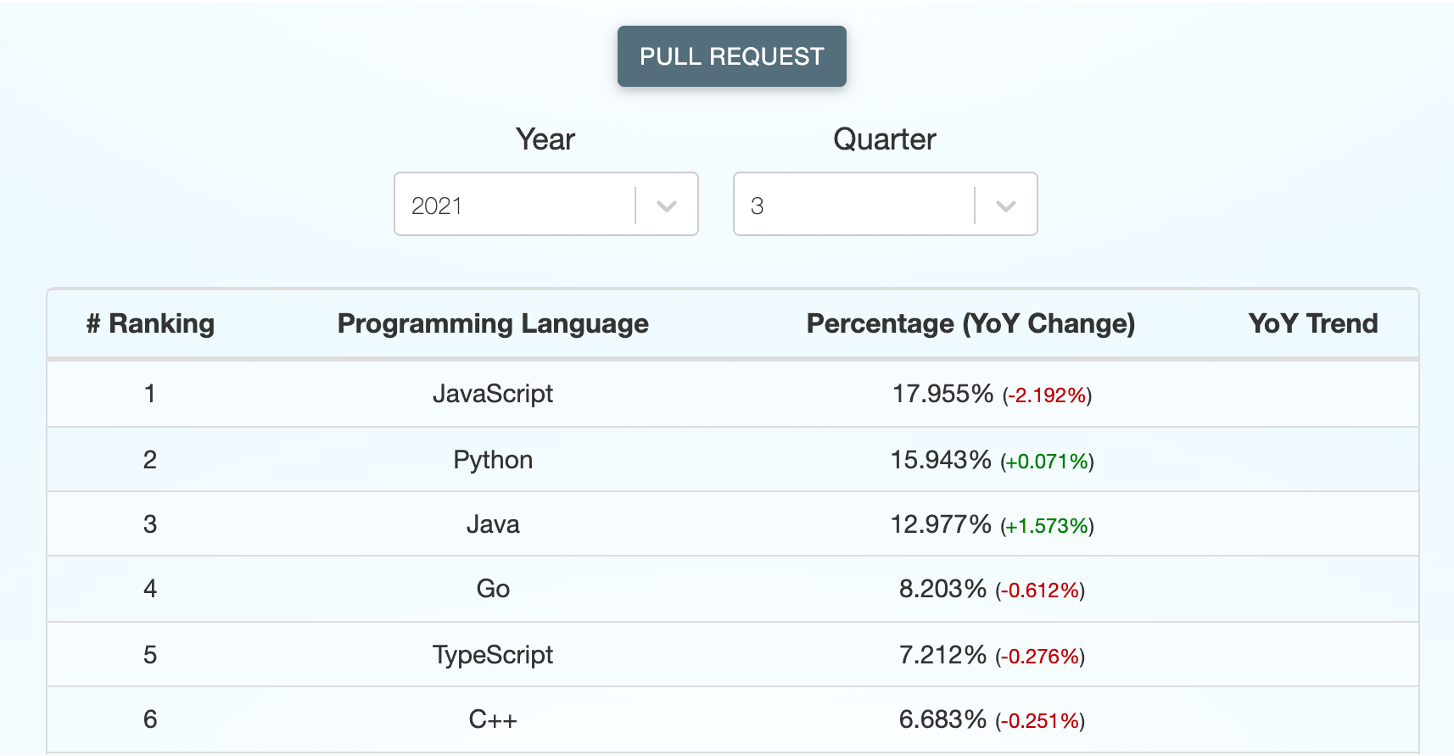 PULL REQUEST
Year Quarter
2021 3
# Ranking Programming Language Percentage (YoY Change) YoY Trend
1 JavaScript 17.955% (-2.192%)
2 Python 15.943% (+0.071%)
3 Java 12.977% (+1.573%)
4 Go 8.203% (-0.612%)
5 TypeScript 7.212% (-0.276%)
6 C++ 6.683% (-0.251%)